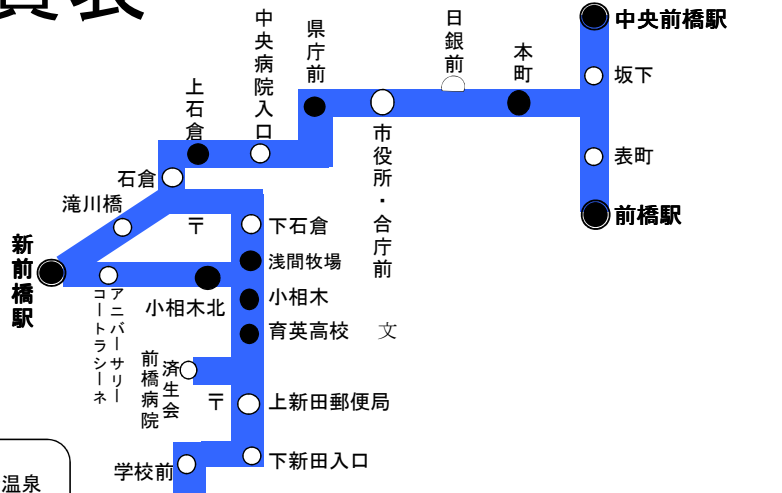 賃表
中央前橋駅
坂下
表町
前橋駅
本町
日銀前
市役所・合庁前
県庁前
中央病院入口
上石倉
石倉
滝川橋
新前橋駅
〒
下石倉
浅間牧場
小相木
育英高校
文
小相木北
アニバーサリー
コートラシーネ
済生会
前橋病院
〒
上新田郵便局
下新田入口
学校前
温泉